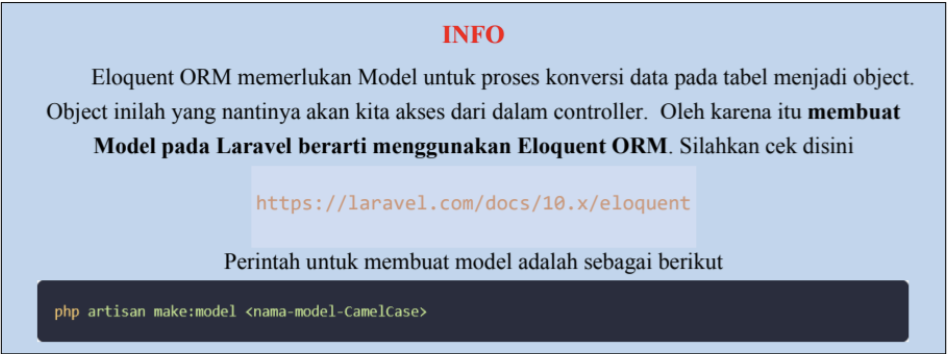 INFO
Eloquent ORM memerlukan Model untuk proses konversi data pada tabel menjadi object.
Object inilah yang nantinya akan kita akses dari dalam controller. Oleh karena itu membuat
Model pada Laravel berarti menggunakan Eloquent ORM. Silahkan cek disini
https://laravel.com/docs/10.x/eloquent
Perintah untuk membuat model adalah sebagai berikut
php artisan make:model <nama-model-CamelCase>